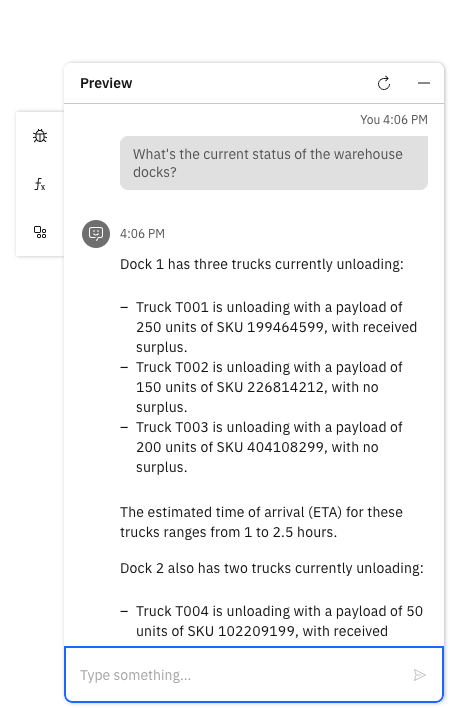 Preview
You 4:06 PM
What's the current status of the warehouse
docks?
4:06 PM
Dock 1 has three trucks currently unloading:
– Truck T001 is unloading with a payload of
250 units of SKU 199464599, with received
surplus.
– Truck T002 is unloading with a payload of
150 units of SKU 226814212, with no
surplus.
– Truck T003 is unloading with a payload of
200 units of SKU 404108299, with no
surplus.
The estimated time of arrival (ETA) for these
trucks ranges from 1 to 2.5 hours.
Dock 2 also has two trucks currently unloading:
– Truck T004 is unloading with a payload of 50
units of SKU 102209199, with received
Type something...